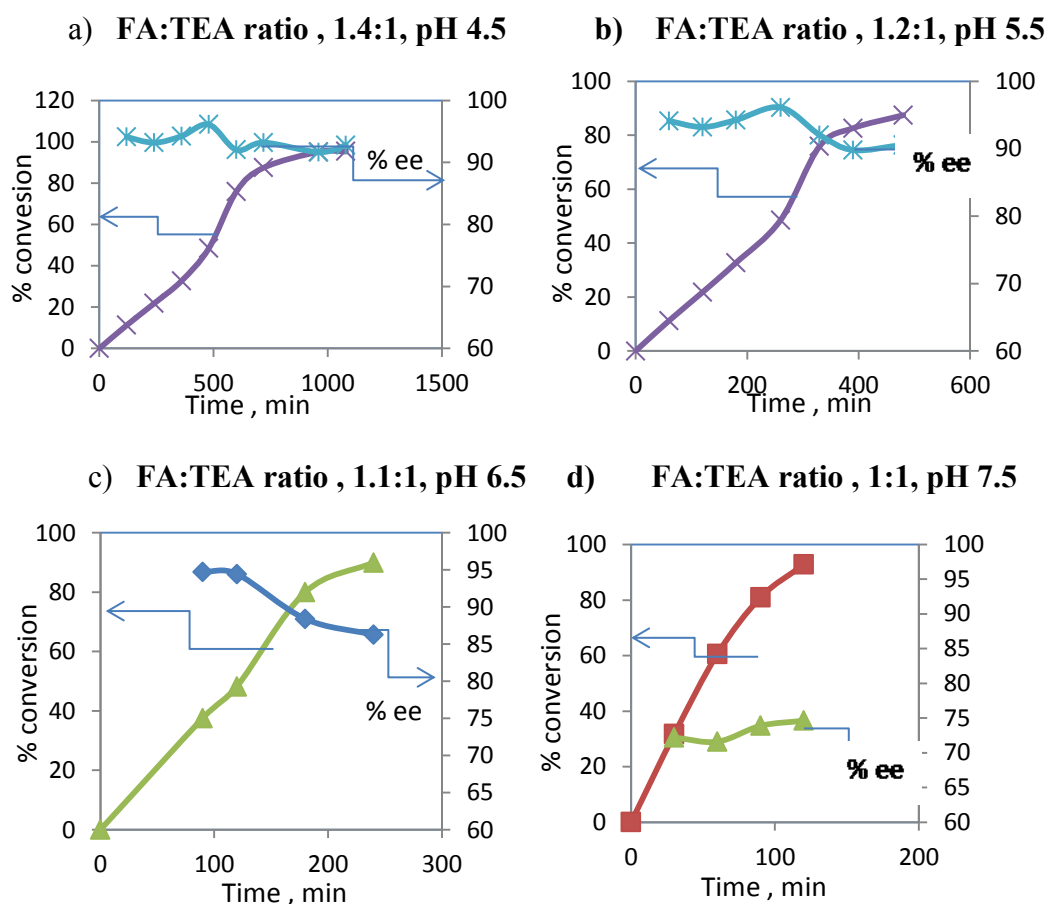 a) FA:TEA ratio , 1.4:1, pH 4.5
120
100
80
60
40
20
0
% convesion
100
90
80
70
60
% ee
0 500 1000 1500
Time , min
b) FA:TEA ratio , 1.2:1, pH 5.5
100
80
60
40
20
0
% conversion
100
90
80
70
60
% ee
0 200 400 600
Time , min
c) FA:TEA ratio , 1.1:1, pH 6.5
100
80
60
40
20
0
% conversion
100
95
90
85
80
75
70
65
60
% ee
0 100 200 300
Time , min
d) FA:TEA ratio , 1:1, pH 7.5
100
80
60
40
20
0
% conversion
100
95
90
85
80
75
70
65
60
% ee
0 100 200
Time , min